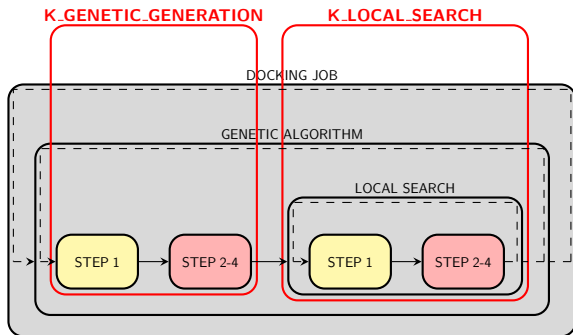 K_GENETIC_GENERATION
K_LOCAL_SEARCH
DOCKING JOB
GENETIC ALGORITHM
LOCAL SEARCH
STEP 1
STEP 2-4
STEP 1
STEP 2-4